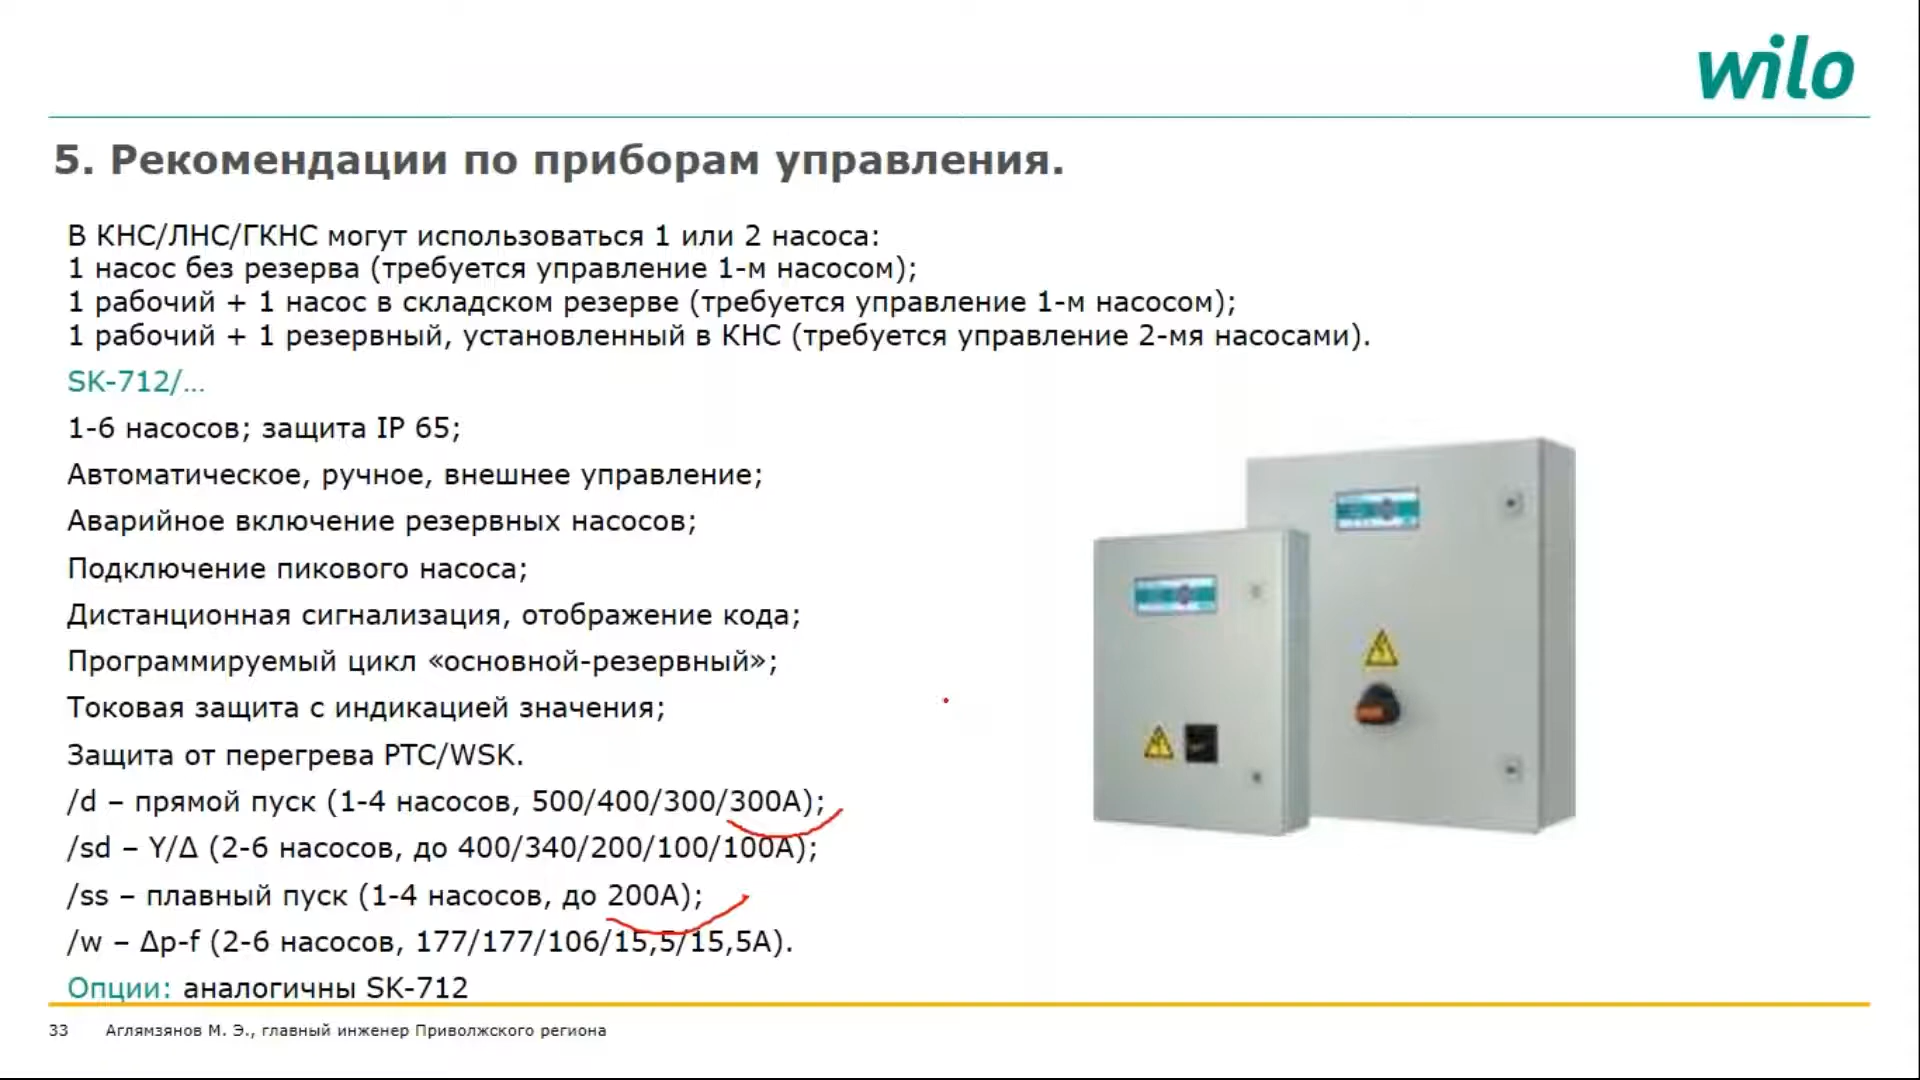 wilo
5. Рекомендации по приборам управления.
В КНС/ЛНС/ГКНС могут использоваться 1 или 2 насоса:
1 насос без резерва (требуется управление 1-м насосом);
1 рабочий + 1 насос в складском резерве (требуется управление 1-м насосом);
1 рабочий + 1 резервный, установленный в КНС (требуется управление 2-мя насосами).
SK-712/...
1-6 насосов; защита IP 65;
Автоматическое, ручное, внешнее управление;
Аварийное включение резервных насосов;
Подключение пикового насоса;
Дистанционная сигнализация, отображение кода;
Программируемый цикл «основной-резервный»;
Токовая защита с индикацией значения;
Защита от перегрева PTC/WSK.
/d – прямой пуск (1-4 насосов, 500/400/300/300А);
/sd – Y/Δ (2-6 насосов, до 400/340/200/100/100А);
/ss – плавный пуск (1-4 насосов, до 200А);
/w – Δp-f (2-6 насосов, 177/177/106/15,5/15,5А).
Опции: аналогичны SK-712
33 Аглямзянов М. Э., главный инженер Приволжского региона